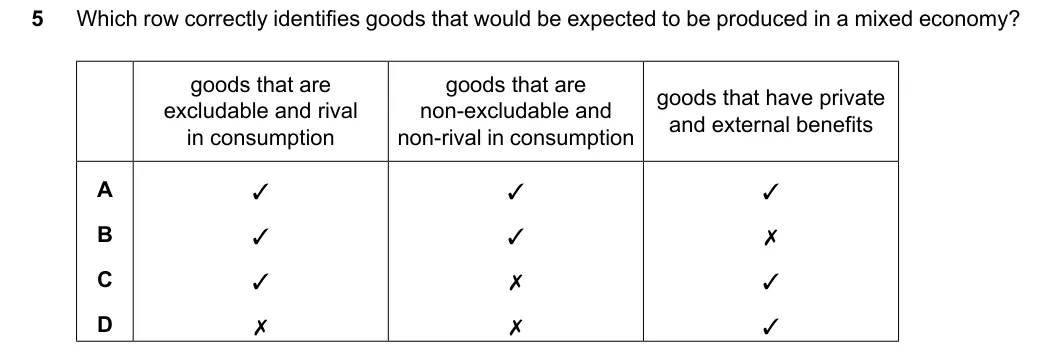 5 Which row correctly identifies goods that would be expected to be produced in a mixed economy?
goods that are
excludable and rival
in consumption
goods that are
non-excludable and
non-rival in consumption
goods that have private
and external benefits
A ✓ ✓ ✓
B ✓ ✓ ✗
C ✓ ✗ ✓
D ✗ ✗ ✓